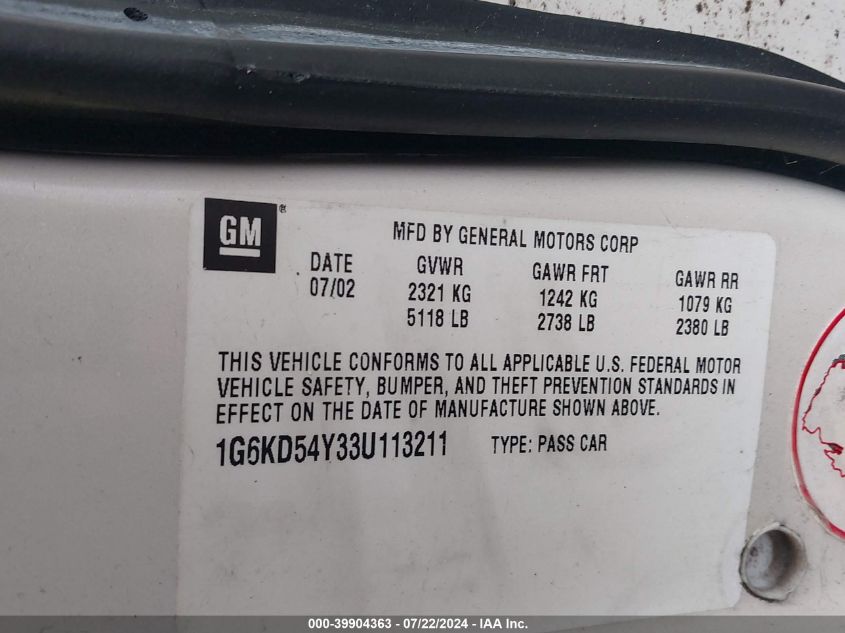 GM®
MFD BY GENERAL MOTORS CORP
DATE GVWR GAWR FRT GAWR RR
07/02 2321 KG 1242 KG 1079 KG
5118 LB 2738 LB 2380 LB
THIS VEHICLE CONFORMS TO ALL APPLICABLE U.S. FEDERAL MOTOR
VEHICLE SAFETY, BUMPER, AND THEFT PREVENTION STANDARDS IN
EFFECT ON THE DATE OF MANUFACTURE SHOWN ABOVE.
1G6KD54Y33U113211 TYPE: PASS CAR
000-39904363 / 07/22/2024 - IAA Inc.